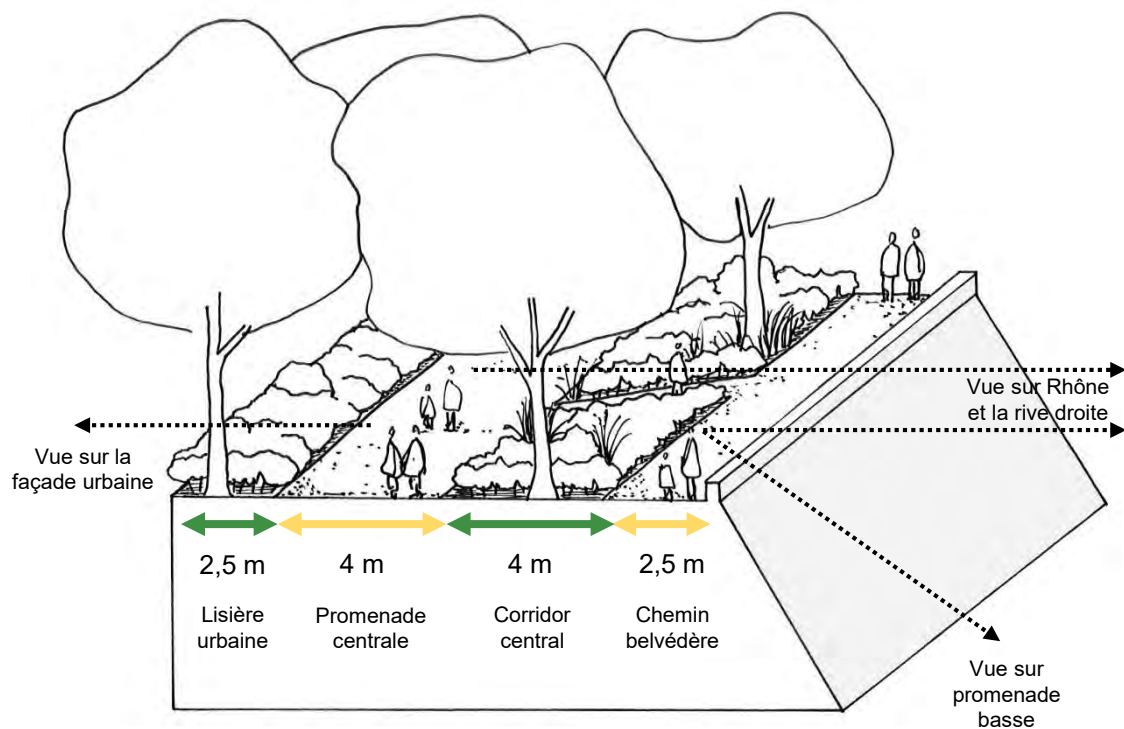 Vue sur Rhône
et la rive droite
Vue sur la
façade urbaine
2,5 m
4 m
4 m
2,5 m
Lisière
urbaine
Promenade
centrale
Corridor
central
Chemin
belvédère
Vue sur
promenade
basse